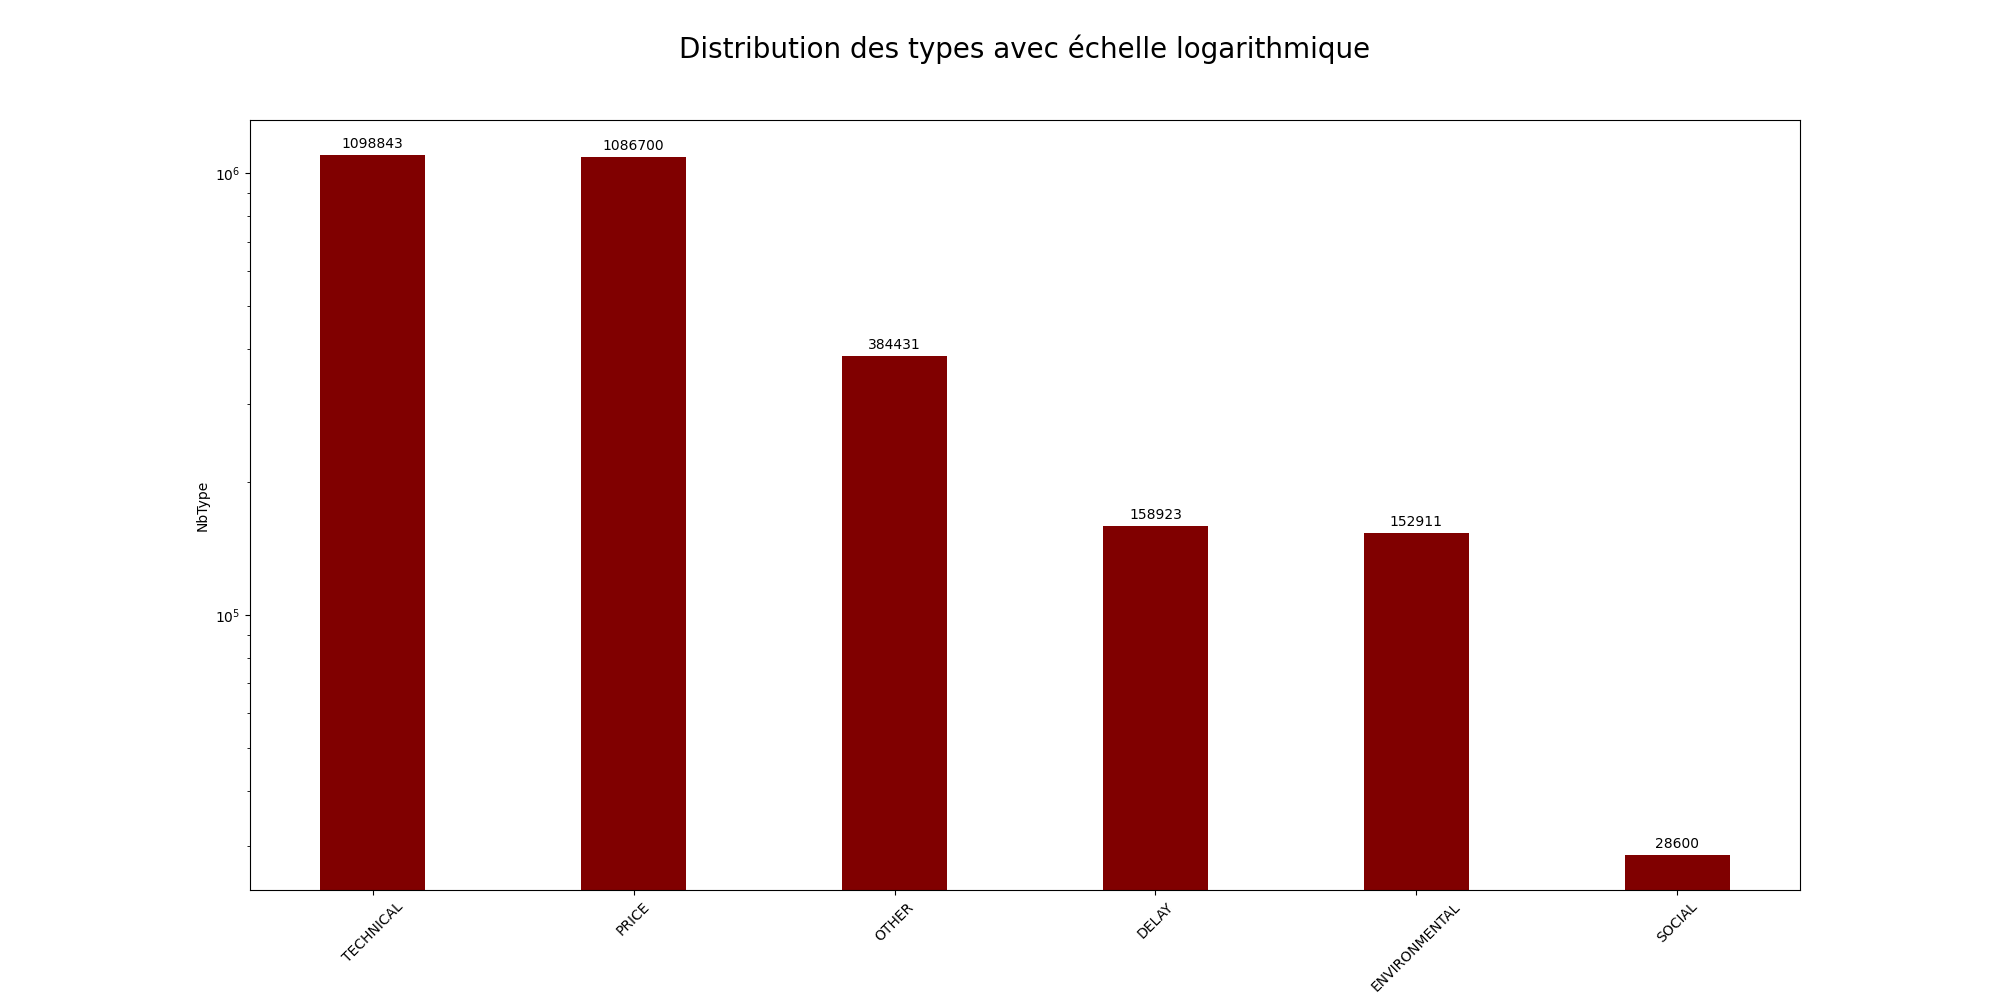 Distribution des types avec échelle logarithmique
1098843
1086700
10⁶
384431
NbType
158923
152911
10⁵
28600
TECHNICAL
PRICE
OTHER
DELAY
ENVIRONMENTAL
SOCIAL